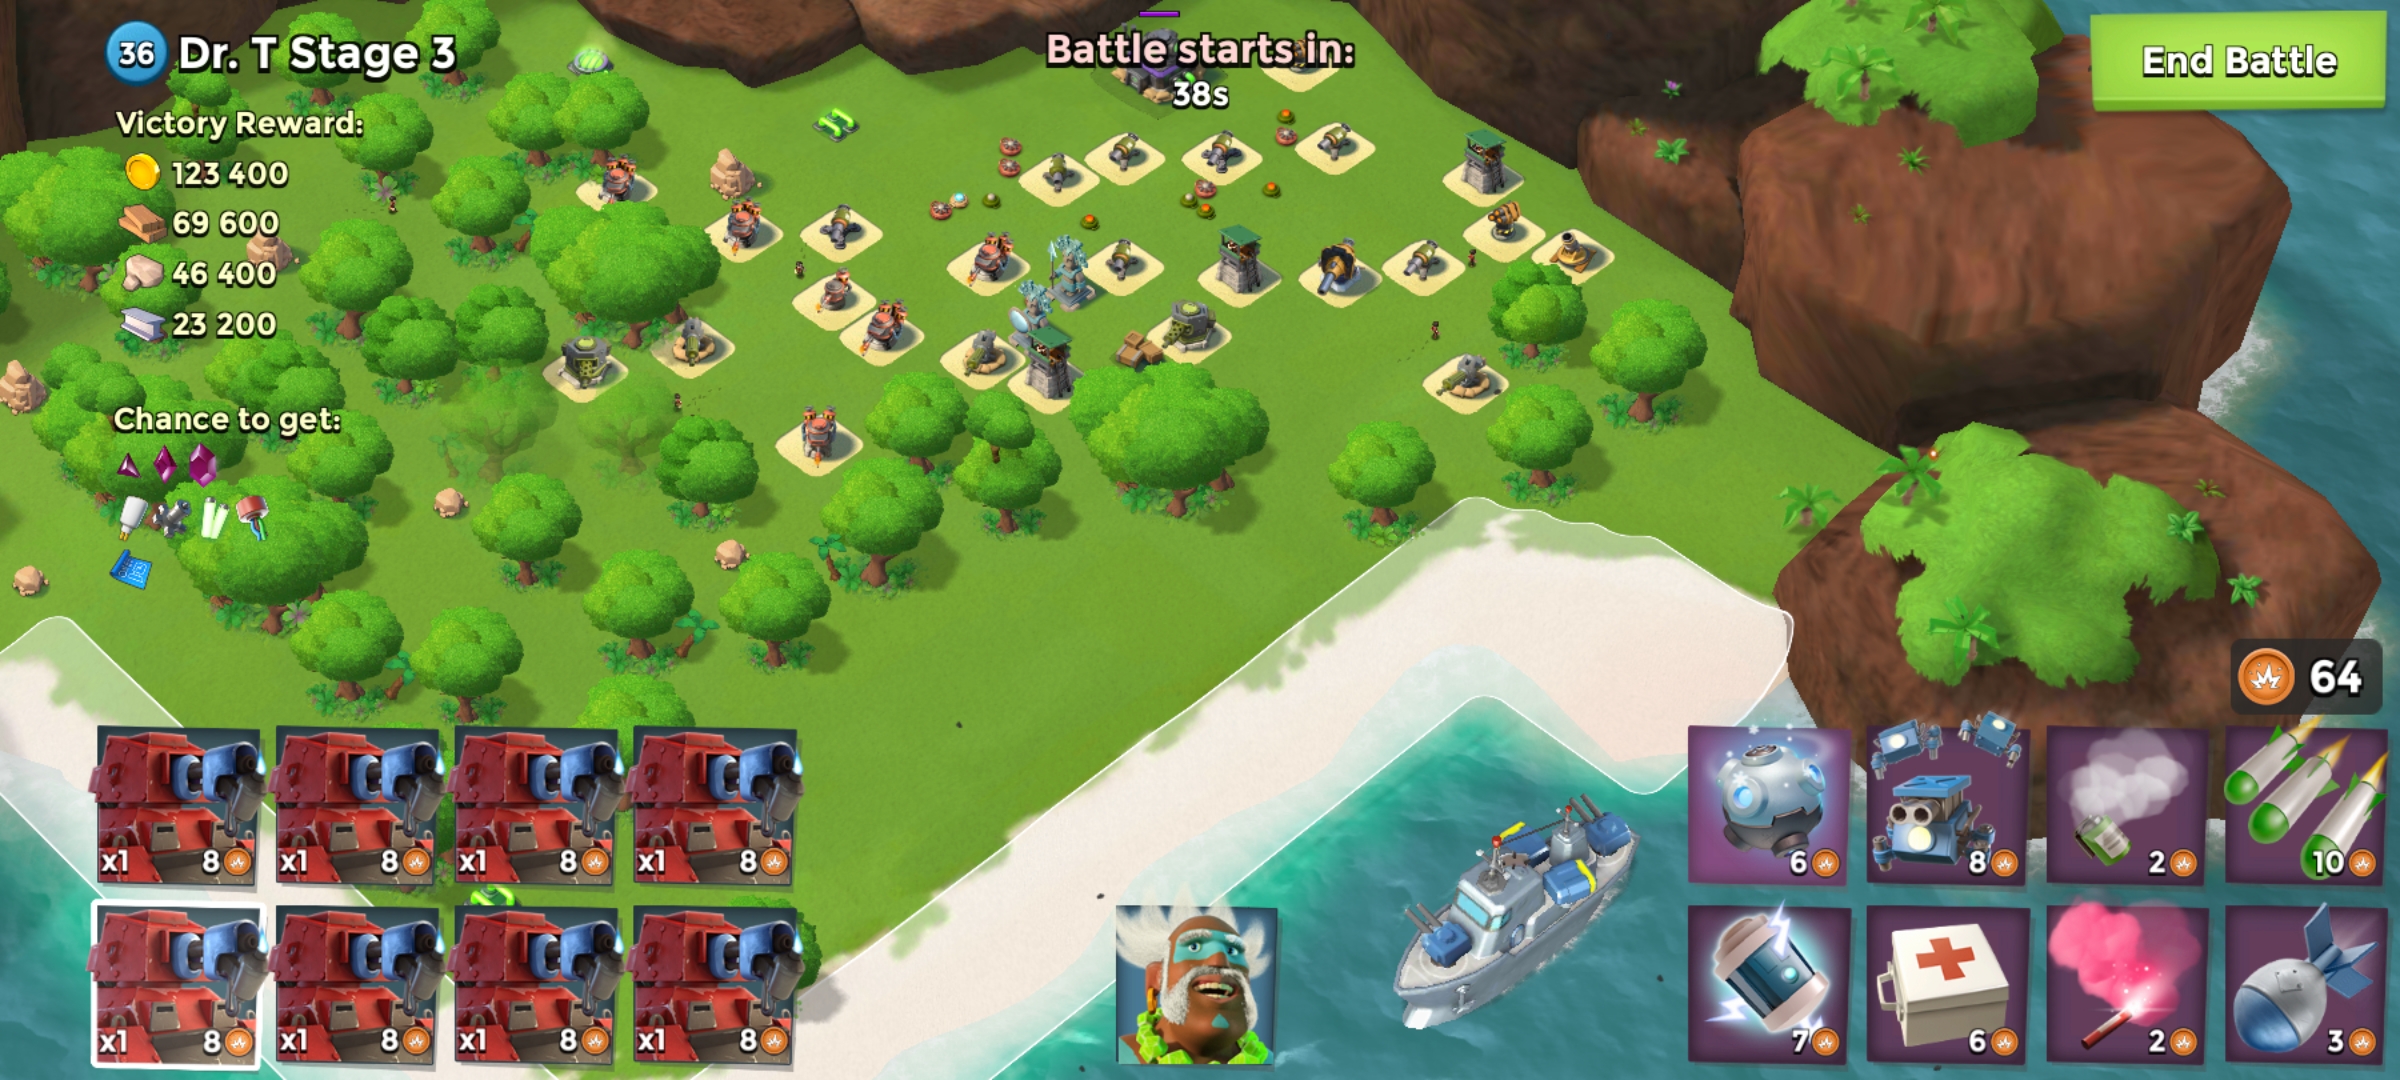 36 Dr. T Stage 3
Battle starts in:
38s
End Battle
Victory Reward:
123 400
69 600
46 400
23 200
Chance to get:
64
x1 8
x1 8
x1 8
x1 8
6
8
2
10
x1 8
x1 8
x1 8
x1 8
7
6
2
3